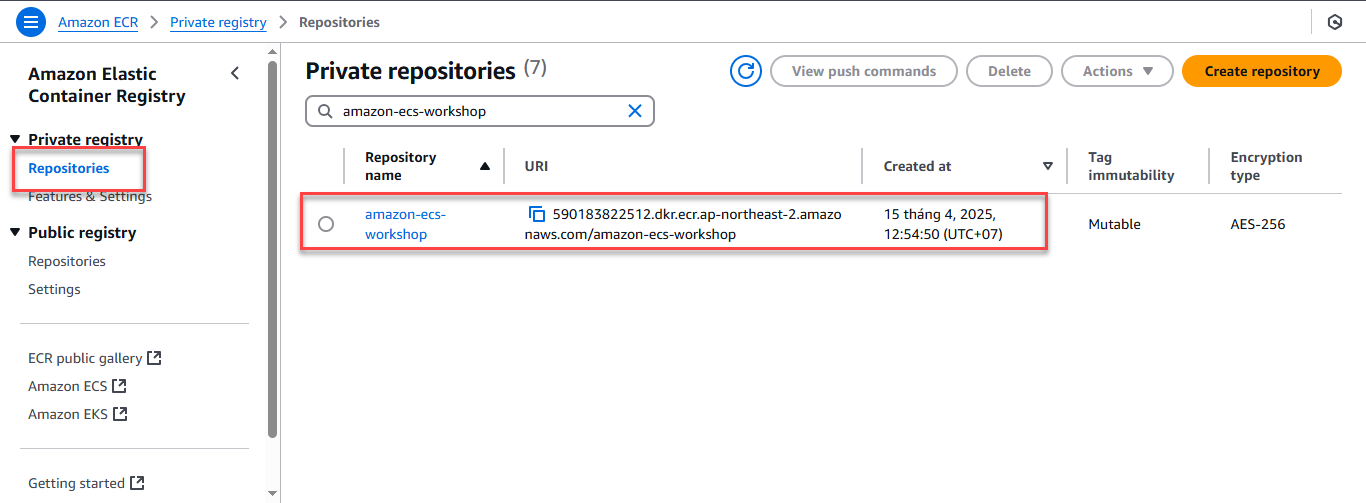 Amazon ECR > Private registry > Repositories
Amazon Elastic
Container Registry
Private registry
Repositories
Features & Settings
Public registry
Repositories
Settings
ECR public gallery
Amazon ECS
Amazon EKS
Getting started
Private repositories (7)
View push commands
Delete
Actions
Create repository
amazon-ecs-workshop
Repository
name
URI
Created at
Tag
immutability
Encryption
type
amazon-ecs-
workshop
590183822512.dkr.ecr.ap-northeast-2.amazo
naws.com/amazon-ecs-workshop
15 tháng 4, 2025,
12:54:50 (UTC+07)
Mutable
AES-256